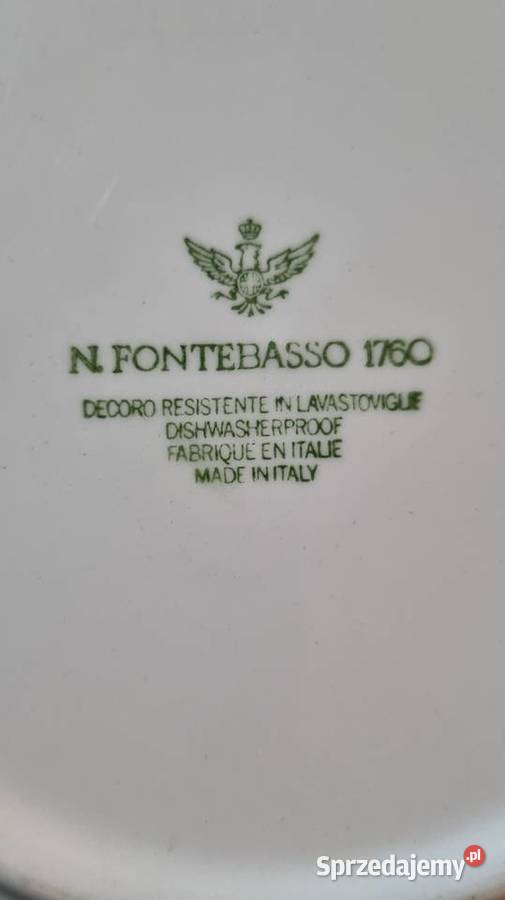 N. FONTEBASSO 1760
DECORO RESISTENTE IN LAVASTOVIGLIE
DISHWASHERPROOF
FABRIQUE EN ITALIE
MADE IN ITALY
Sprzedajemy.pl